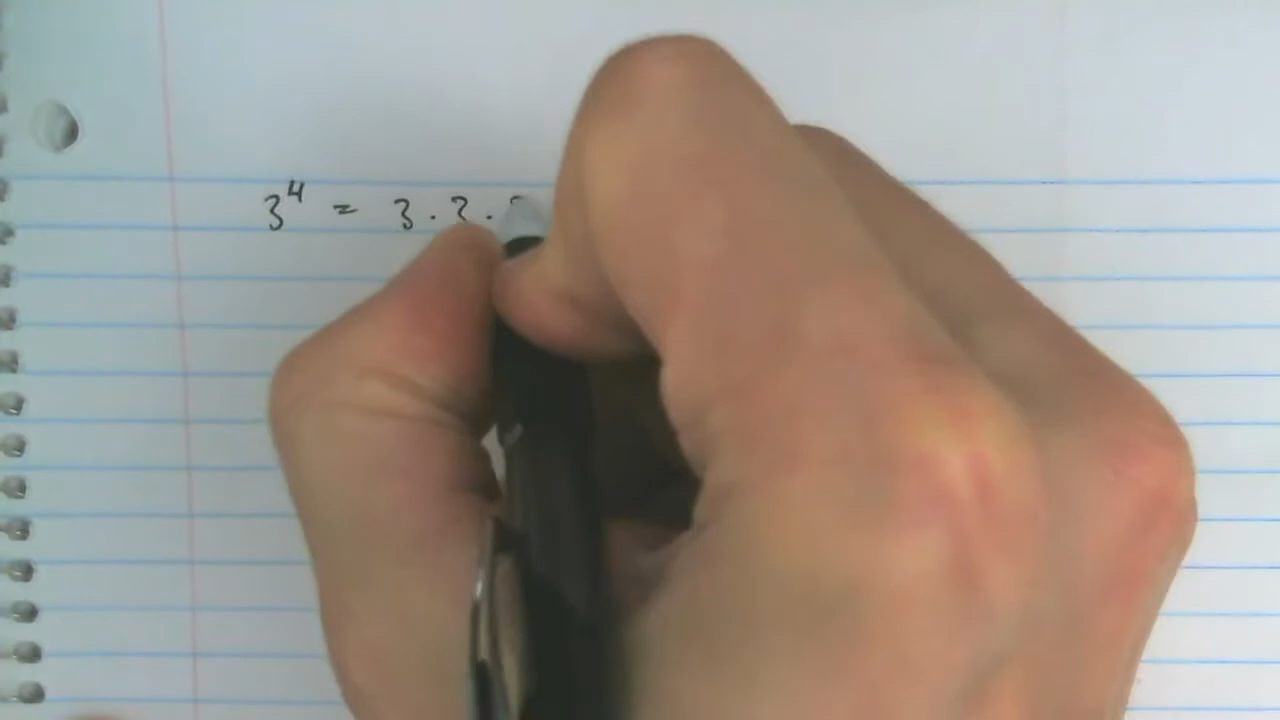 3⁴ = 3 · 3 ·